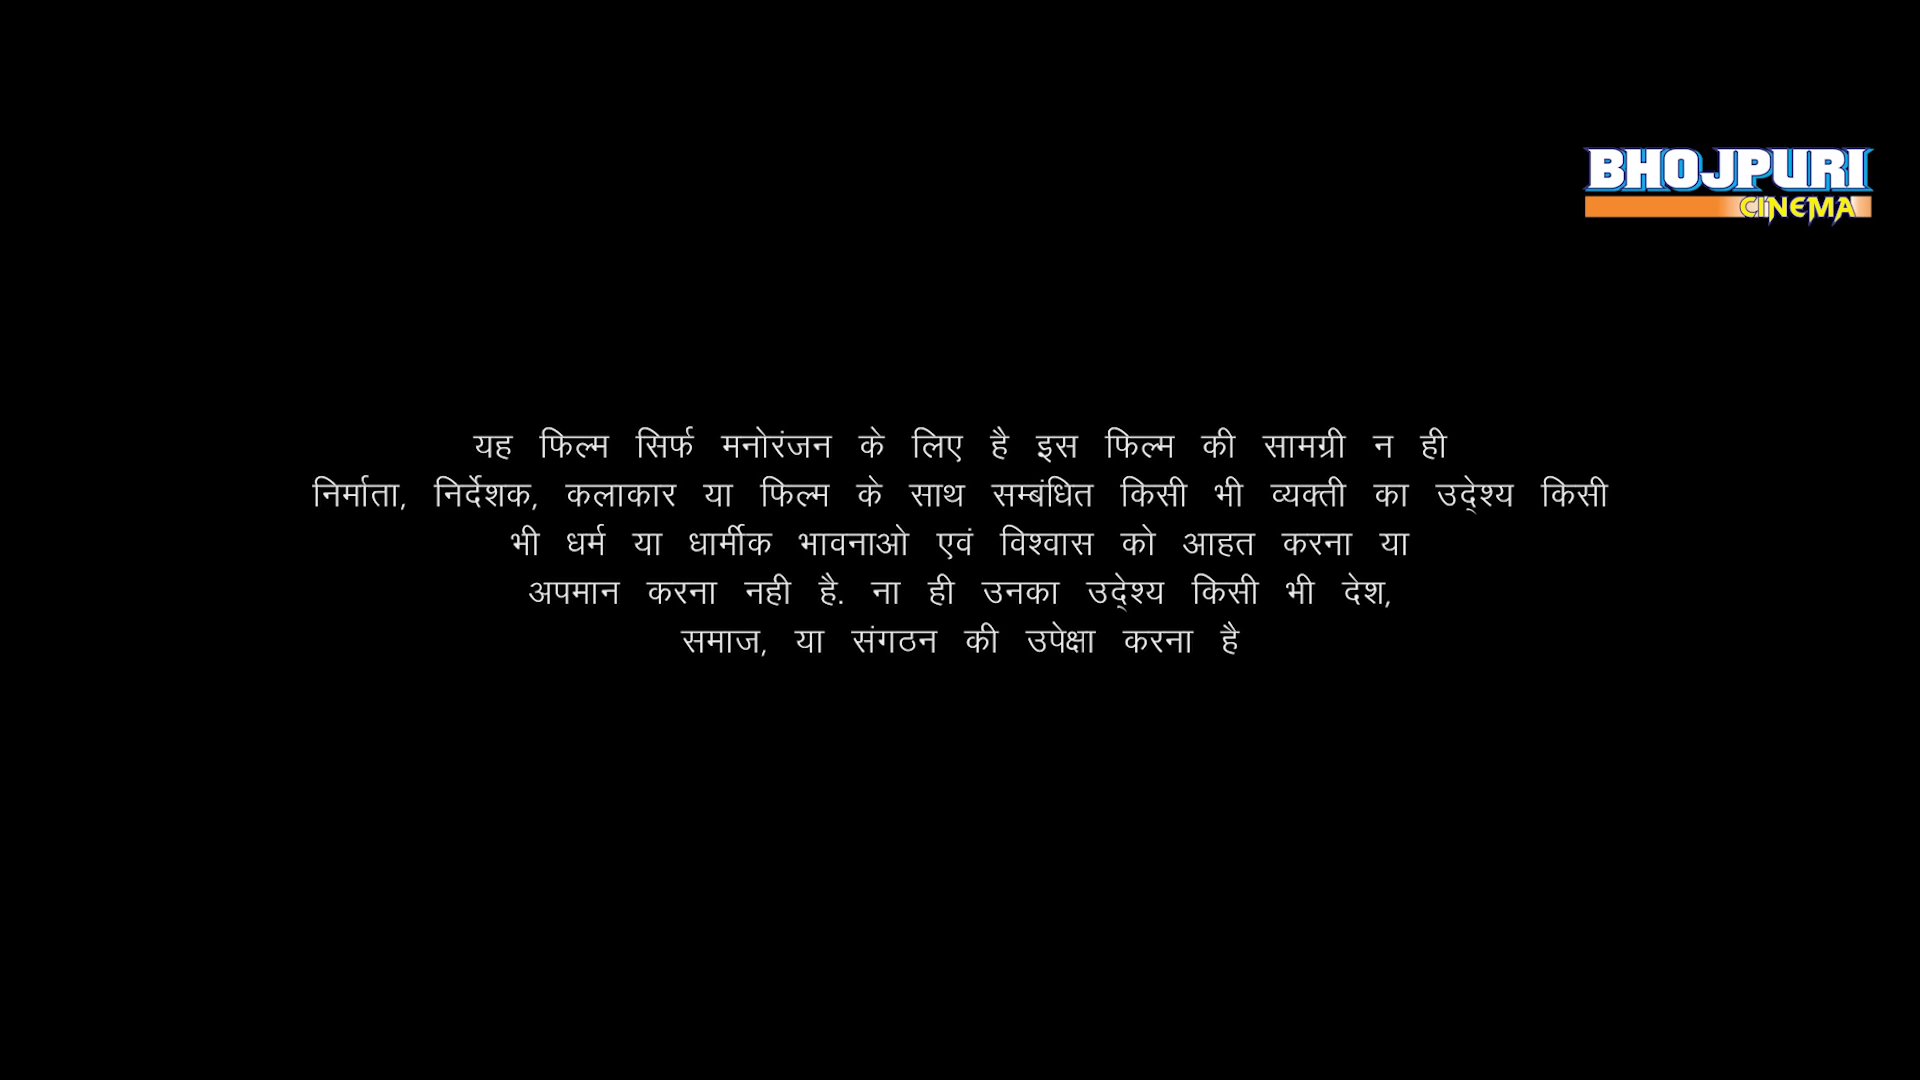 BHOJPURI
CINEMA
यह फिल्म सिर्फ मनोरंजन के लिए है इस फिल्म की सामग्री न ही
निर्माता, निर्देशक, कलाकार या फिल्म के साथ सम्बंधित किसी भी व्यक्ती का उद्देश्य किसी
भी धर्म या धार्मीक भावनाओ एवं विश्वास को आहत करना या
अपमान करना नही है. ना ही उनका उद्देश्य किसी भी देश,
समाज, या संगठन की उपेक्षा करना है